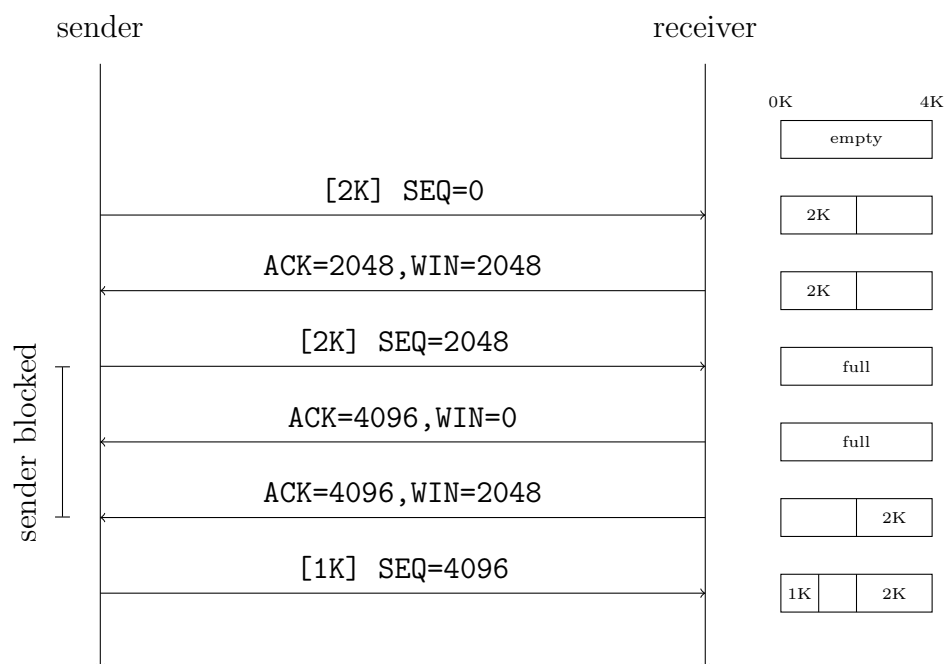 sender receiver
0K 4K
empty
[2K] SEQ=0
2K
ACK=2048,WIN=2048
2K
[2K] SEQ=2048
full
sender blocked
ACK=4096,WIN=0
full
ACK=4096,WIN=2048
2K
[1K] SEQ=4096
1K 2K